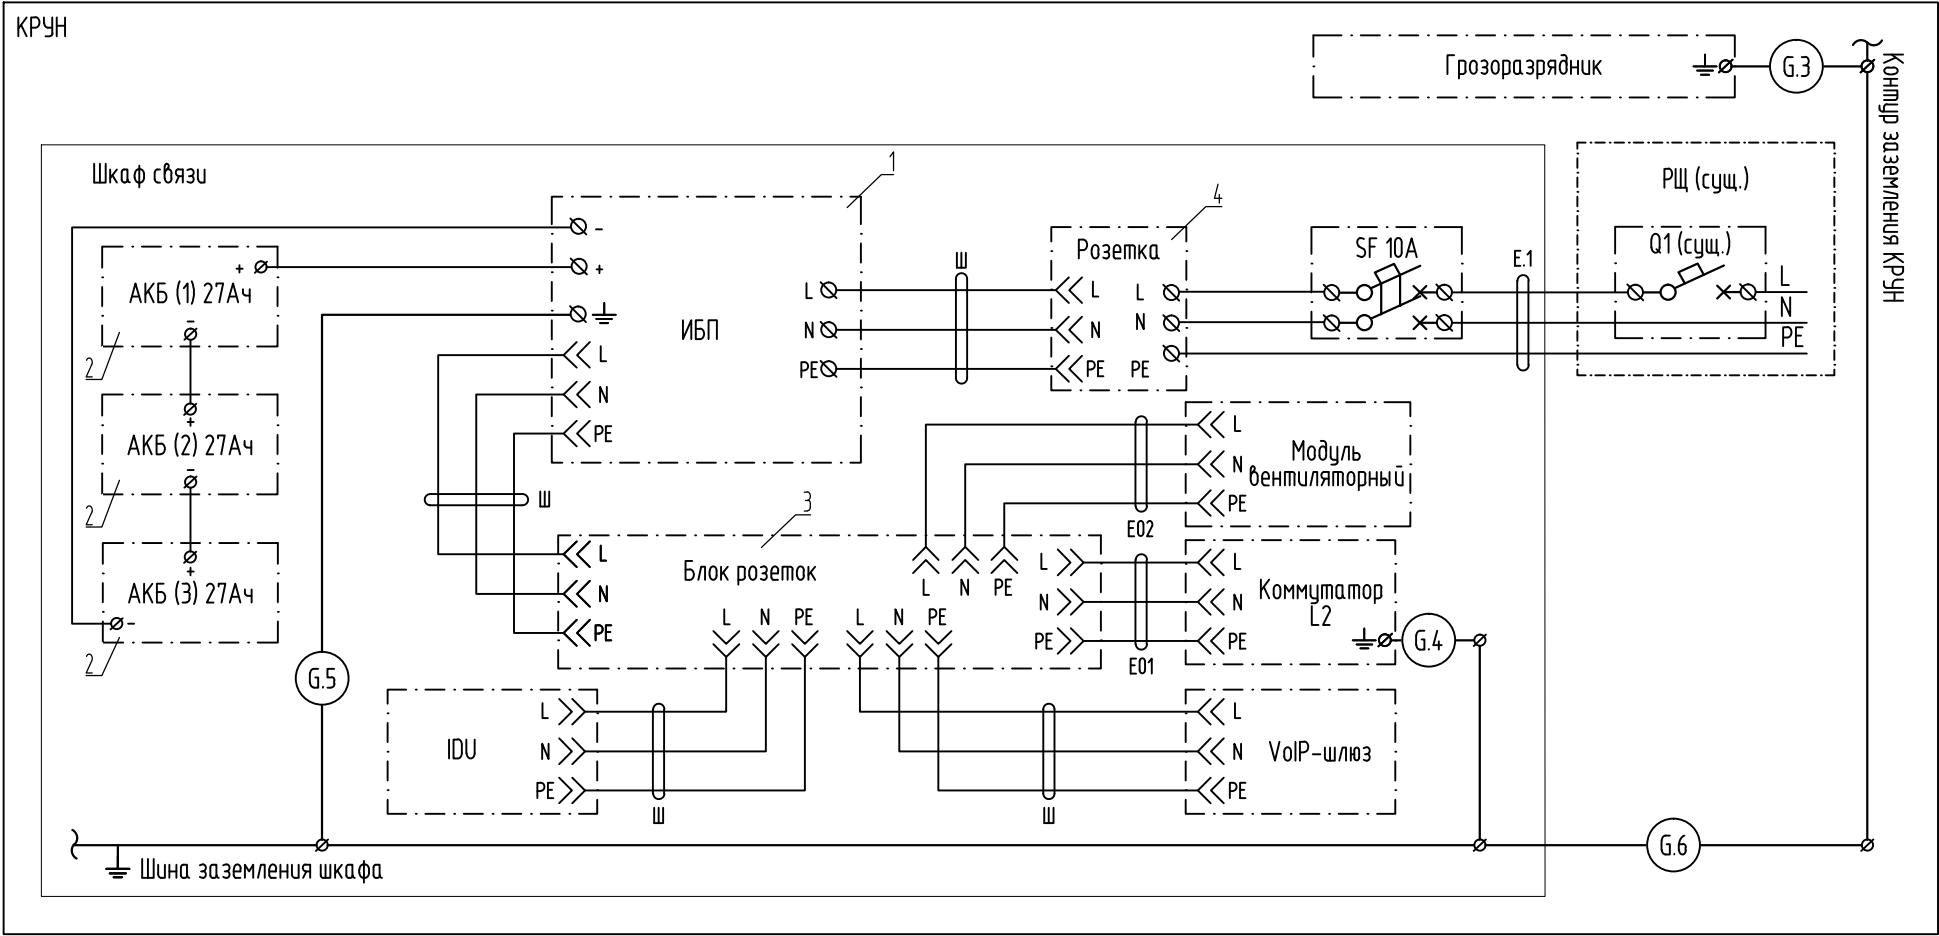 КРУН
Грозоразрядник
G.3
Контур заземления КРУН
Шкаф связи
1
4
РЩ (сущ.)
-
+
L
N
PE
ИБП
L
N
PE
Ш
Розетка
L
N
PE
L
N
PE
SF 10А
E.1
Q1 (сущ.)
L
N
PE
+
АКБ (1) 27Ач
-
2
+
АКБ (2) 27Ач
-
2
+
АКБ (3) 27Ач
-
2
Ш
3
L
N
PE
Модуль
вентиляторный
E02
L
N
PE
Блок розеток
L
N
PE
L
N
PE
L
N
PE
L
N
PE
E01
L
N
PE
Коммутатор
L2
G.4
G.5
IDU
L
N
PE
Ш
Ш
L
N
PE
VoIP-шлюз
G.6
Шина заземления шкафа